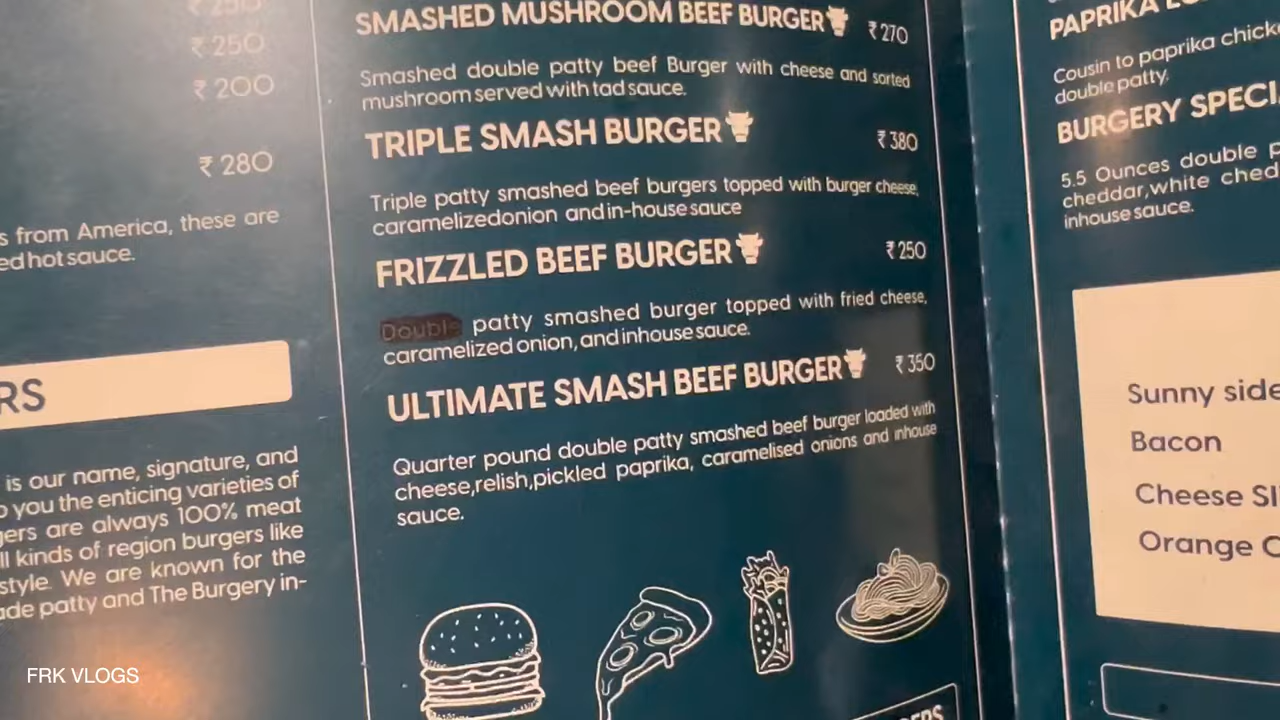 ₹ 250
₹ 250
₹ 200
₹ 280
s from America, these are
ed hot sauce.
RS
is our name, signature, and
o you the enticing varieties of
gers are always 100% meat
ll kinds of region burgers like
style. We are known for the
ade patty and The Burgery in-
SMASHED MUSHROOM BEEF BURGER ₹ 270
Smashed double patty beef Burger with cheese and sorted
mushroom served with tad sauce.
TRIPLE SMASH BURGER ₹ 380
Triple patty smashed beef burgers topped with burger cheese,
caramelizedonion and in-house sauce
FRIZZLED BEEF BURGER ₹ 250
Double patty smashed burger topped with fried cheese,
caramelized onion, and inhouse sauce.
ULTIMATE SMASH BEEF BURGER ₹ 350
Quarter pound double patty smashed beef burger loaded with
cheese,relish,pickled paprika, caramelised onions and inhouse
sauce.
PAPRIKA
Cousin to paprika chick
double patty.
BURGERY SPECI
5.5 Ounces double p
cheddar,white ched
inhouse sauce.
Sunny side
Bacon
Cheese Sl
Orange C
FRK VLOGS